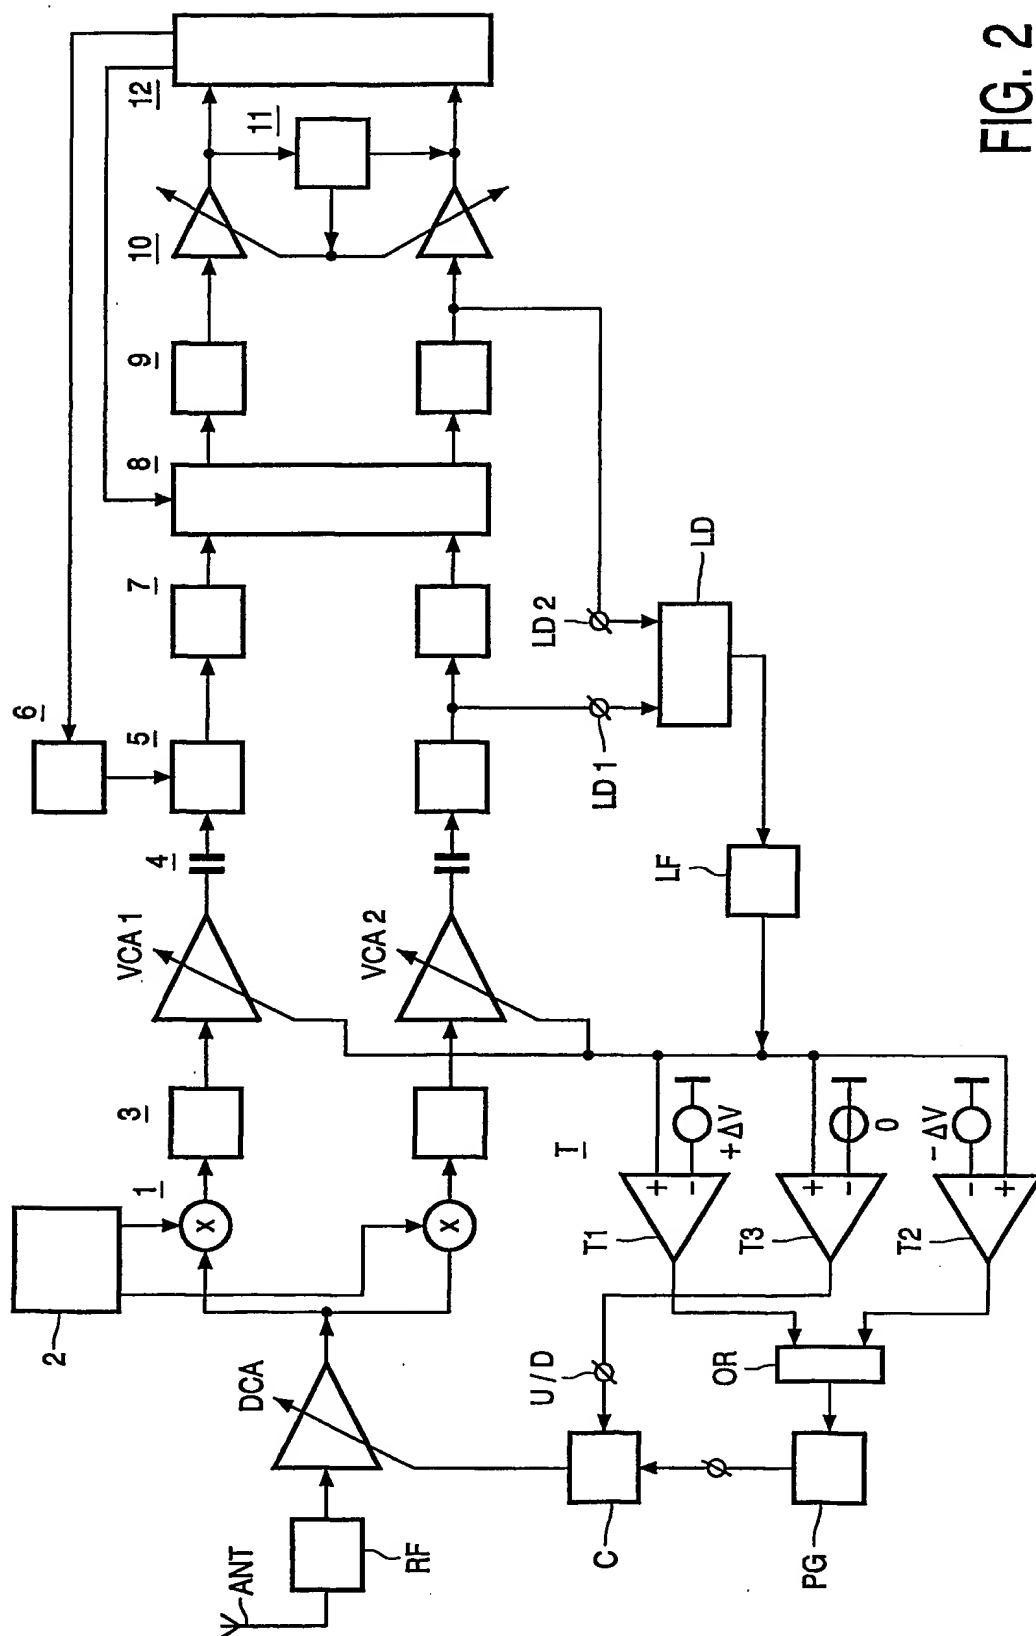 ANT
RF
DCA
2
1
3
VCA 1
VCA 2
4
5
6
7
8
9
10
11
12
LD 1
LD 2
LD
LF
T
T1
+
-
+ ΔV
T3
+
-
0
T2
-
+
- ΔV
U / D
OR
C
PG
X
X
FIG. 2